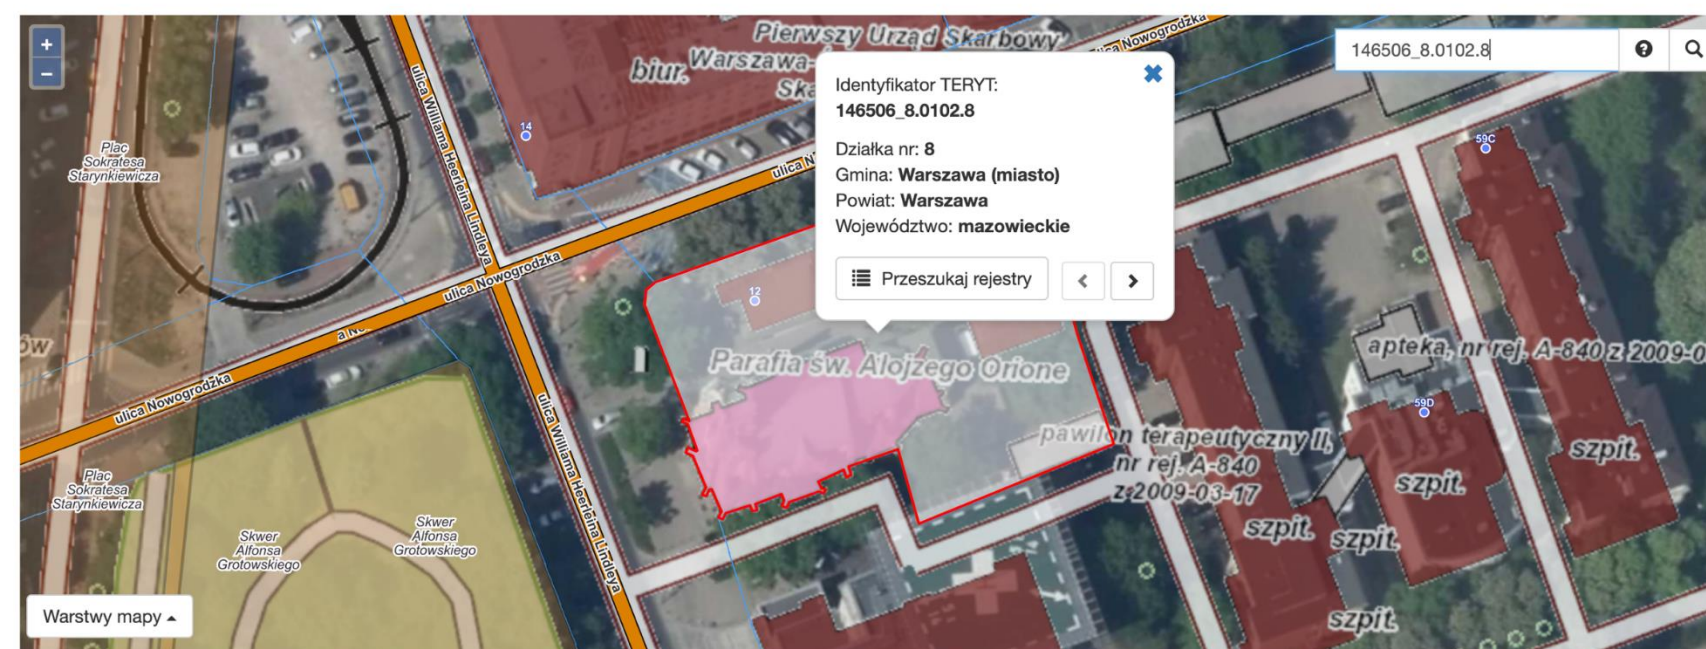 +
−
Pierwszy Urząd Skarbowy
Warszawa-
Ska
biur.
ulica Nowogrodzka
146506_8.0102.8
Identyfikator TERYT:
146506_8.0102.8
Działka nr: 8
Gmina: Warszawa (miasto)
Powiat: Warszawa
Województwo: mazowieckie
Przeszukaj rejestry
14
59C
Plac
Sokratesa
Starynkiewicza
ulica Williama Heerleina Lindleya
ulica N
ulica Nowogrodzka
12
a No
ów
Parafia św. Alojzego Orione
apteka, nr rej. A-840 z 2009-0
ulica Nowogrodzka
59D
pawilon terapeutyczny II,
nr rej. A-840
z 2009-03-17
szpit.
szpit.
Plac
Sokratesa
Starynkiewicza
ulica Williama Heerleina Lindleya
Skwer
Alfonsa
Grotowskiego
Skwer
Alfonsa
Grotowskiego
szpit.
szpit.
szpit.
Warstwy mapy